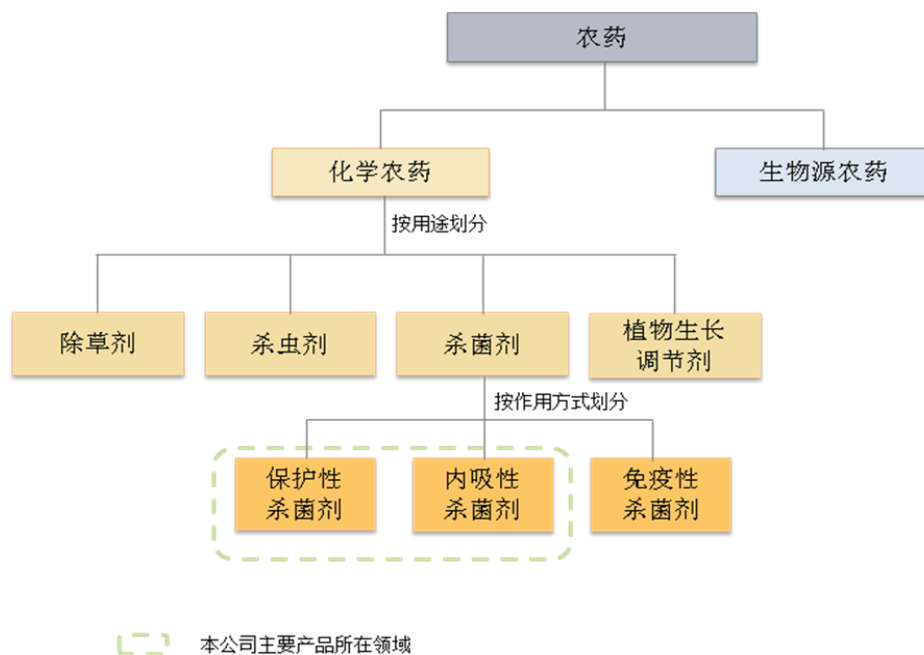 农药
化学农药
生物源农药
按用途划分
除草剂
杀虫剂
杀菌剂
植物生长
调节剂
按作用方式划分
保护性
杀菌剂
内吸性
杀菌剂
免疫性
杀菌剂
本公司主要产品所在领域